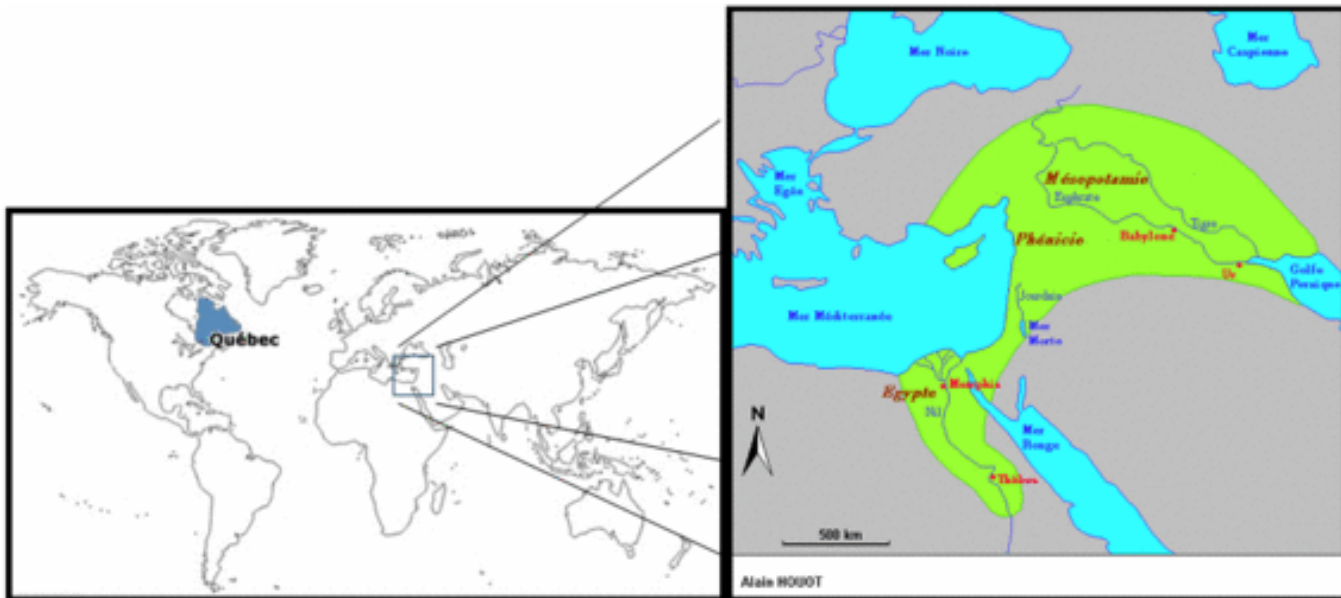 Québec
Mer Noire
Mer
Caspienne
Mer
Egée
Mésopotamie
Euphrate
Tigre
Babylone
Phénicie
Ur
Golfe
Persique
Jourdain
Mer Méditerranée
Mer
Morte
Egypte
Memphis
Nil
Mer
Rouge
N
Thèbes
500 km
Alain HOUOT